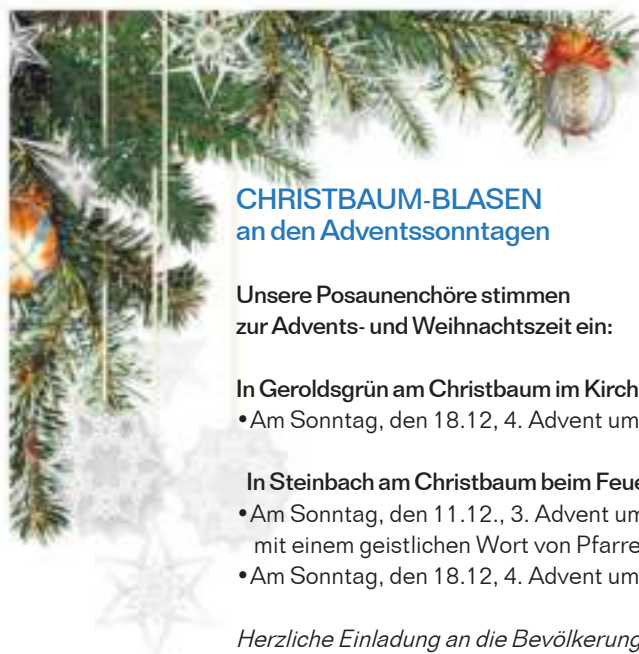 CHRISTBAUM-BLASEN
an den Adventssonntagen
Unsere Posaunenchöre stimmen
zur Advents- und Weihnachtszeit ein:
In Geroldsgrün am Christbaum im Kirch
•Am Sonntag, den 18.12, 4. Advent um
In Steinbach am Christbaum beim Feue
•Am Sonntag, den 11.12., 3. Advent um
mit einem geistlichen Wort von Pfarre
•Am Sonntag, den 18.12, 4. Advent um
Herzliche Einladung an die Bevölkerung